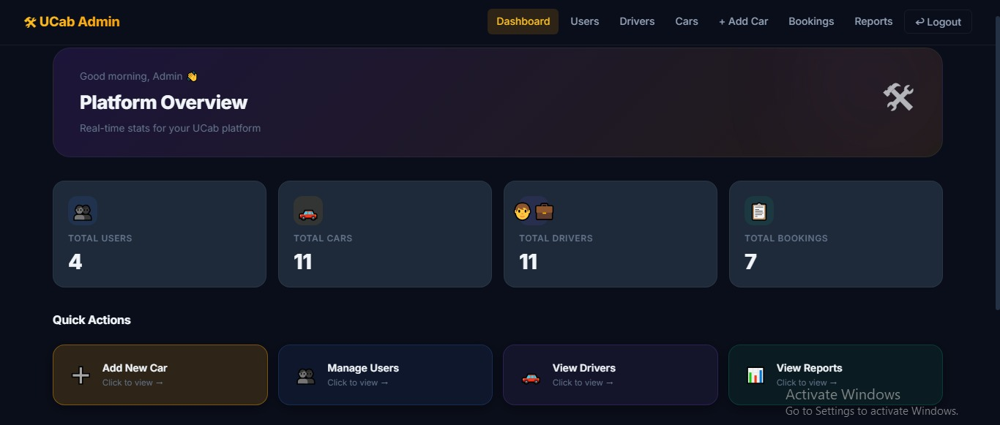 🛠 UCab Admin
Dashboard Users Drivers Cars + Add Car Bookings Reports ↩ Logout
Good morning, Admin 👋
Platform Overview
Real-time stats for your UCab platform
TOTAL USERS TOTAL CARS TOTAL DRIVERS TOTAL BOOKINGS
4 11 11 7
Quick Actions
Add New Car Manage Users View Drivers View Reports
Click to view → Click to view → Click to view → Click to view →
Activate Windows
Go to Settings to activate Windows.